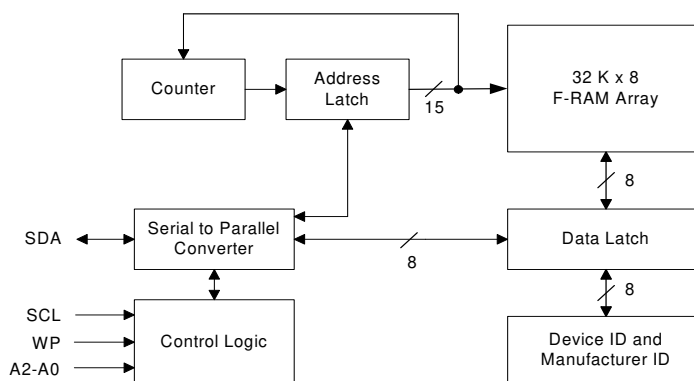 Counter
Address
Latch
15
32 K x 8
F-RAM Array
8
SDA
Serial to Parallel
Converter
8
Data Latch
8
SCL
WP
A2-A0
Control Logic
Device ID and
Manufacturer ID